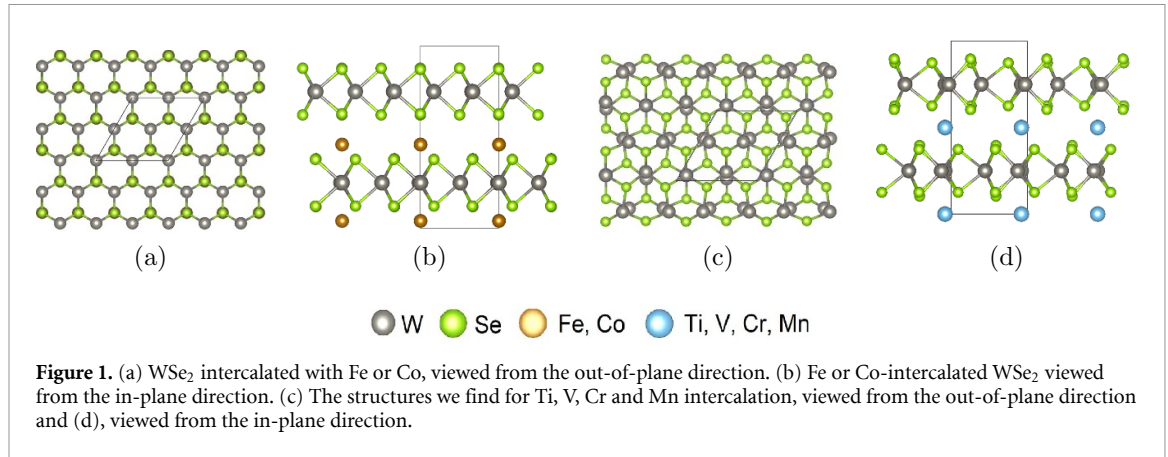 (a) (b) (c) (d)
W Se Fe, Co Ti, V, Cr, Mn
Figure 1. (a) WSe₂ intercalated with Fe or Co, viewed from the out-of-plane direction. (b) Fe or Co-intercalated WSe₂ viewed
from the in-plane direction. (c) The structures we find for Ti, V, Cr and Mn intercalation, viewed from the out-of-plane direction
and (d), viewed from the in-plane direction.